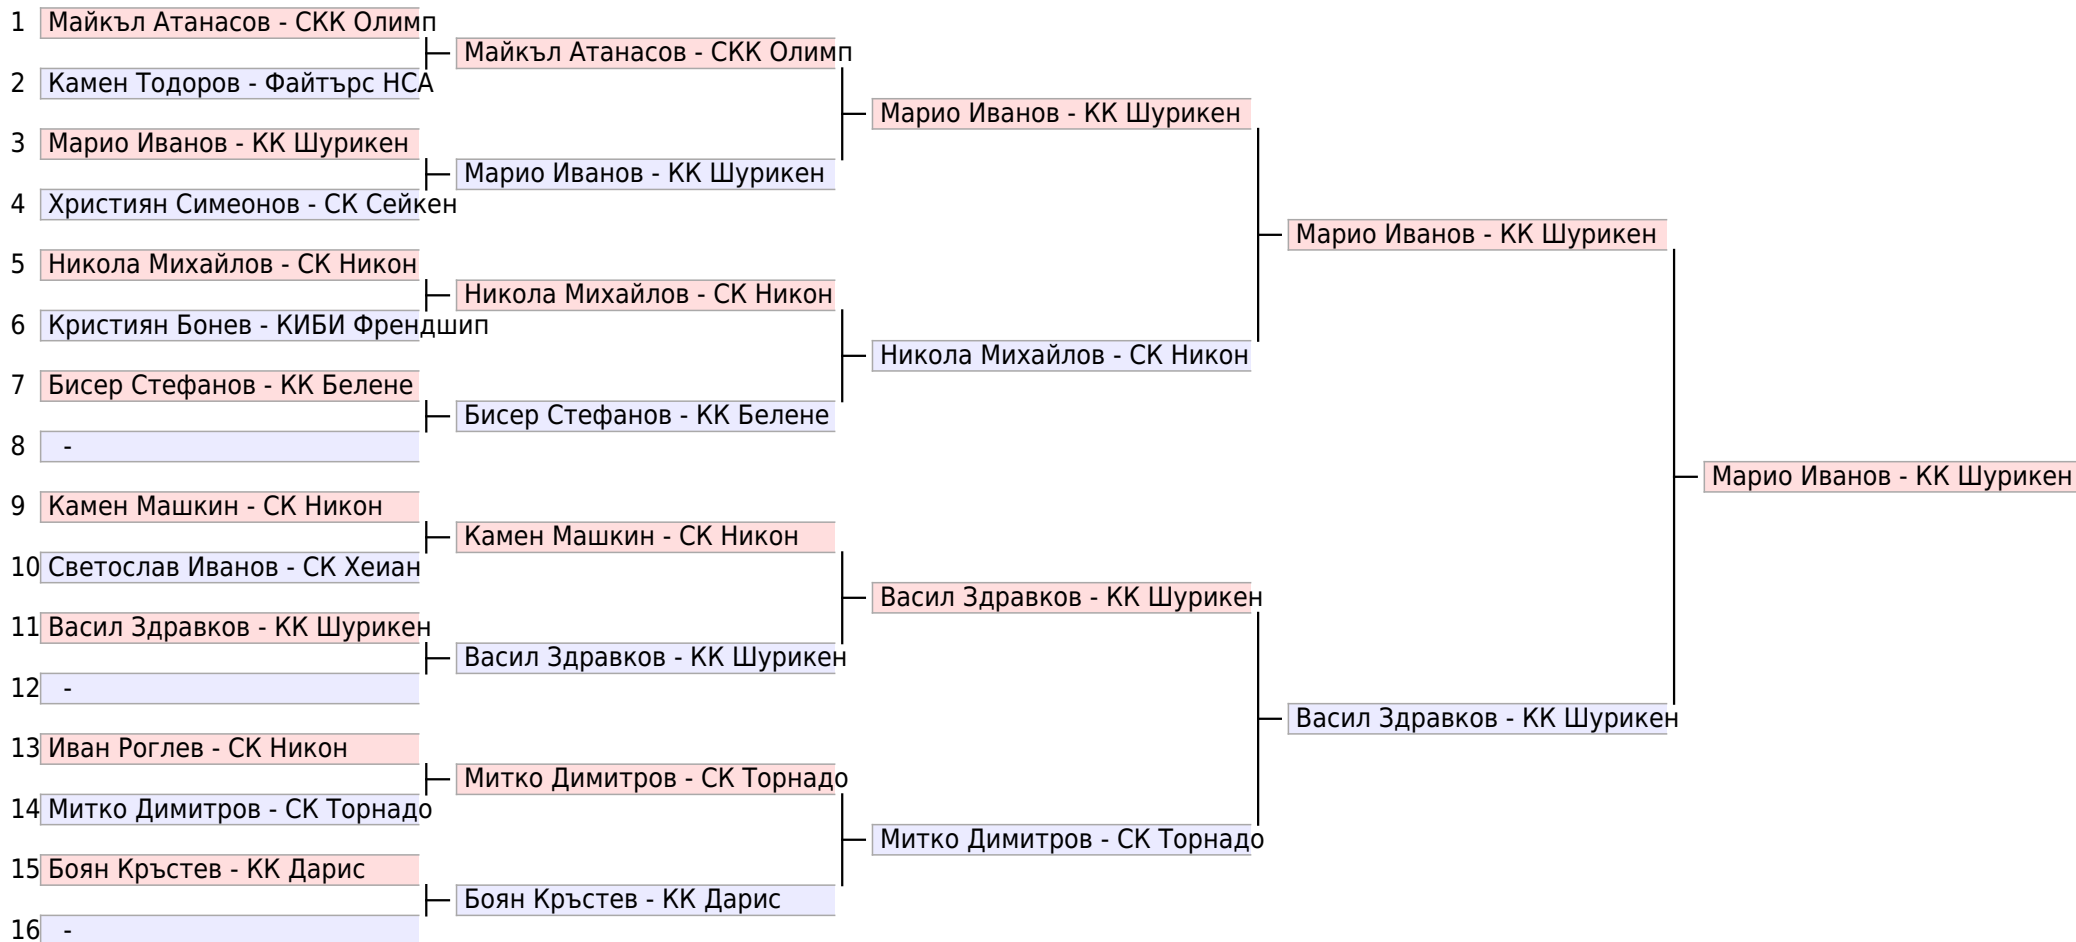 1 Майкъл Атанасов - СКК Олимп
Майкъл Атанасов - СКК Олимп
2 Камен Тодоров - Файтърс НСА
Марио Иванов - КК Шурикен
3 Марио Иванов - КК Шурикен
Марио Иванов - КК Шурикен
4 Християн Симеонов - СК Сейкен
Марио Иванов - КК Шурикен
5 Никола Михайлов - СК Никон
Никола Михайлов - СК Никон
6 Кристиян Бонев - КИБИ Френдшип
Никола Михайлов - СК Никон
7 Бисер Стефанов - КК Белене
Бисер Стефанов - КК Белене
8 -
Марио Иванов - КК Шурикен
9 Камен Машкин - СК Никон
Камен Машкин - СК Никон
10 Светослав Иванов - СК Хеиан
Васил Здравков - КК Шурикен
11 Васил Здравков - КК Шурикен
Васил Здравков - КК Шурикен
12 -
Васил Здравков - КК Шурикен
13 Иван Роглев - СК Никон
Митко Димитров - СК Торнадо
14 Митко Димитров - СК Торнадо
Митко Димитров - СК Торнадо
15 Боян Кръстев - КК Дарис
Боян Кръстев - КК Дарис
16 -